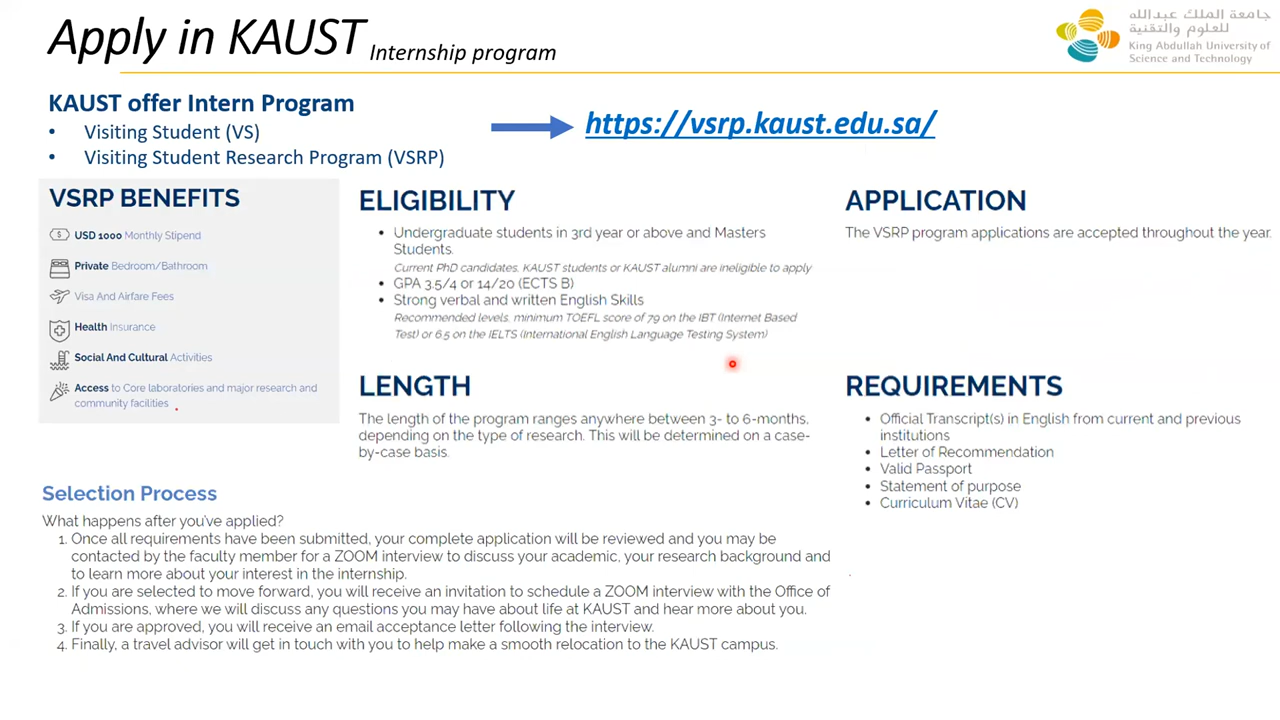 Apply in KAUST Internship program
جامعة الملك عبدالله
للعلوم والتقنية
King Abdullah University of
Science and Technology
KAUST offer Intern Program
• Visiting Student (VS)
• Visiting Student Research Program (VSRP)
https://vsrp.kaust.edu.sa/
VSRP BENEFITS
USD 1000 Monthly Stipend
Private Bedroom/Bathroom
Visa And Airfare Fees
Health Insurance
Social And Cultural Activities
Access to Core laboratories and major research and
community facilities
ELIGIBILITY
• Undergraduate students in 3rd year or above and Masters
Students.
Current PhD candidates, KAUST students or KAUST alumni are ineligible to apply
• GPA 3.5/4 or 14/20 (ECTS B)
• Strong verbal and written English Skills
Recommended levels, minimum TOEFL score of 79 on the IBT (Internet Based
Test) or 6.5 on the IELTS (International English Language Testing System)
LENGTH
The length of the program ranges anywhere between 3- to 6-months,
depending on the type of research. This will be determined on a case-
by-case basis.
APPLICATION
The VSRP program applications are accepted throughout the year.
REQUIREMENTS
• Official Transcript(s) in English from current and previous
institutions
• Letter of Recommendation
• Valid Passport
• Statement of purpose
• Curriculum Vitae (CV)
Selection Process
What happens after you've applied?
1. Once all requirements have been submitted, your complete application will be reviewed and you may be
contacted by the faculty member for a ZOOM interview to discuss your academic, your research background and
to learn more about your interest in the internship.
2. If you are selected to move forward, you will receive an invitation to schedule a ZOOM interview with the Office of
Admissions, where we will discuss any questions you may have about life at KAUST and hear more about you.
3. If you are approved, you will receive an email acceptance letter following the interview.
4. Finally, a travel advisor will get in touch with you to help make a smooth relocation to the KAUST campus.